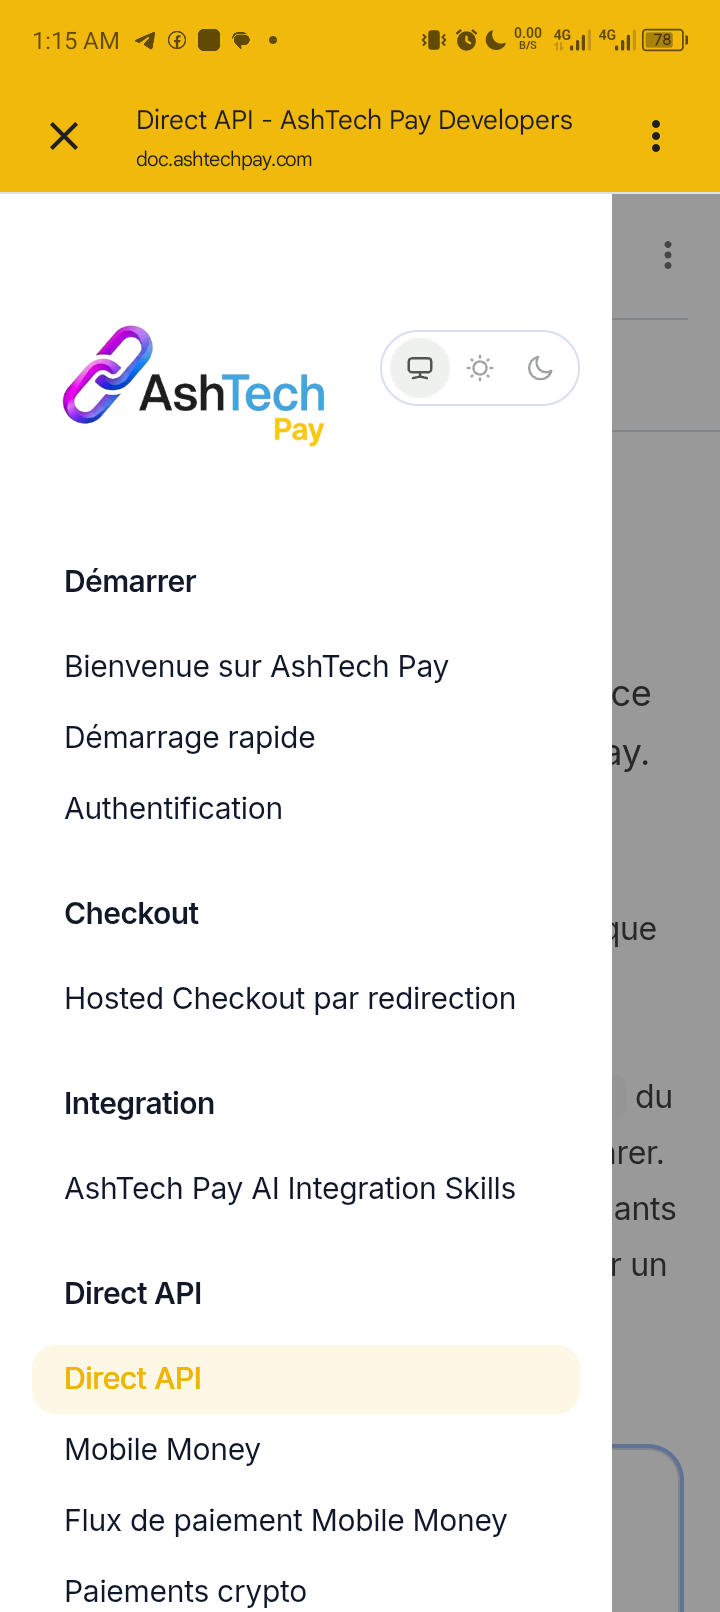 1:15 AM
0.00
B/S
4G
4G
78
Direct API - AshTech Pay Developers
doc.ashtechpay.com
AshTech
Pay
Démarrer
Bienvenue sur AshTech Pay
Démarrage rapide
Authentification
Checkout
Hosted Checkout par redirection
Integration
AshTech Pay AI Integration Skills
Direct API
Direct API
Mobile Money
Flux de paiement Mobile Money
Paiements crypto
du
un